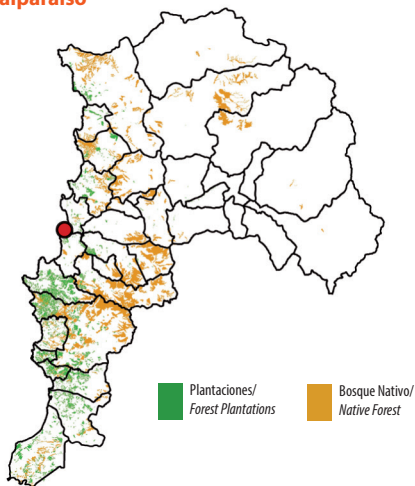 Plantaciones/
Forest Plantations
Bosque Nativo/
Native Forest